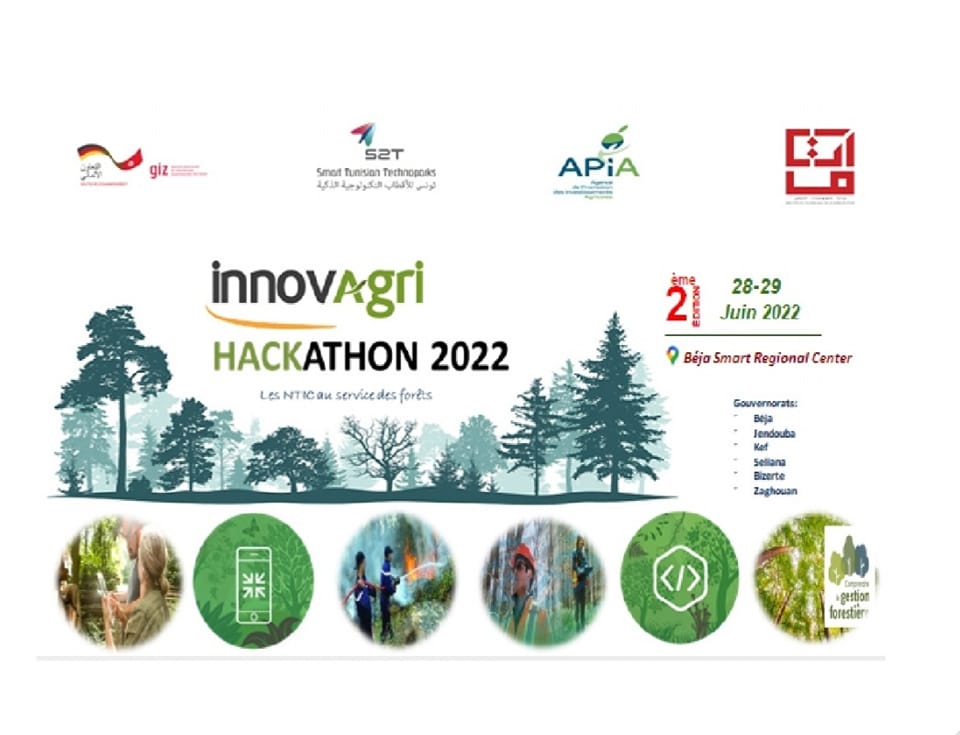 التعاون
الألماني
giz
S2T
Smart Tunisian Technoparks
تونس للأقطاب التكنولوجية الذكية
APiA
Agence
de Promotion
des Investissements
Agricoles
innovAgri
HACKATHON 2022
Les NTIC au service des forêts
2ème
ÉDITION
28-29
Juin 2022
Béja Smart Regional Center
Gouvernorats:
- Béja
- Jendouba
- Kef
- Seliana
- Bizerte
- Zaghouan
</>
Comprendre
la gestion
forestière